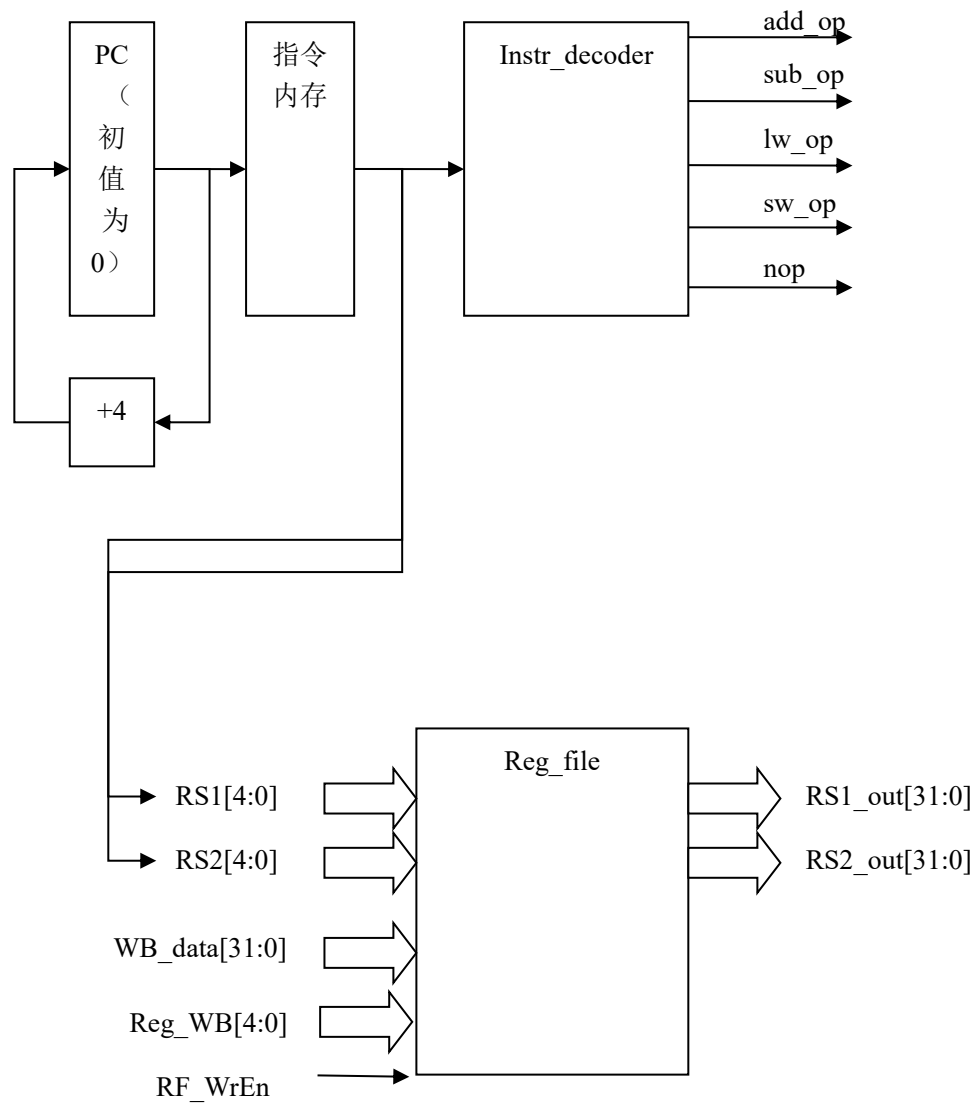 PC
（
初
值
为
0）
指令
内存
Instr_decoder
add_op
sub_op
lw_op
sw_op
nop
+4
Reg_file
RS1[4:0]
RS1_out[31:0]
RS2[4:0]
RS2_out[31:0]
WB_data[31:0]
Reg_WB[4:0]
RF_WrEn